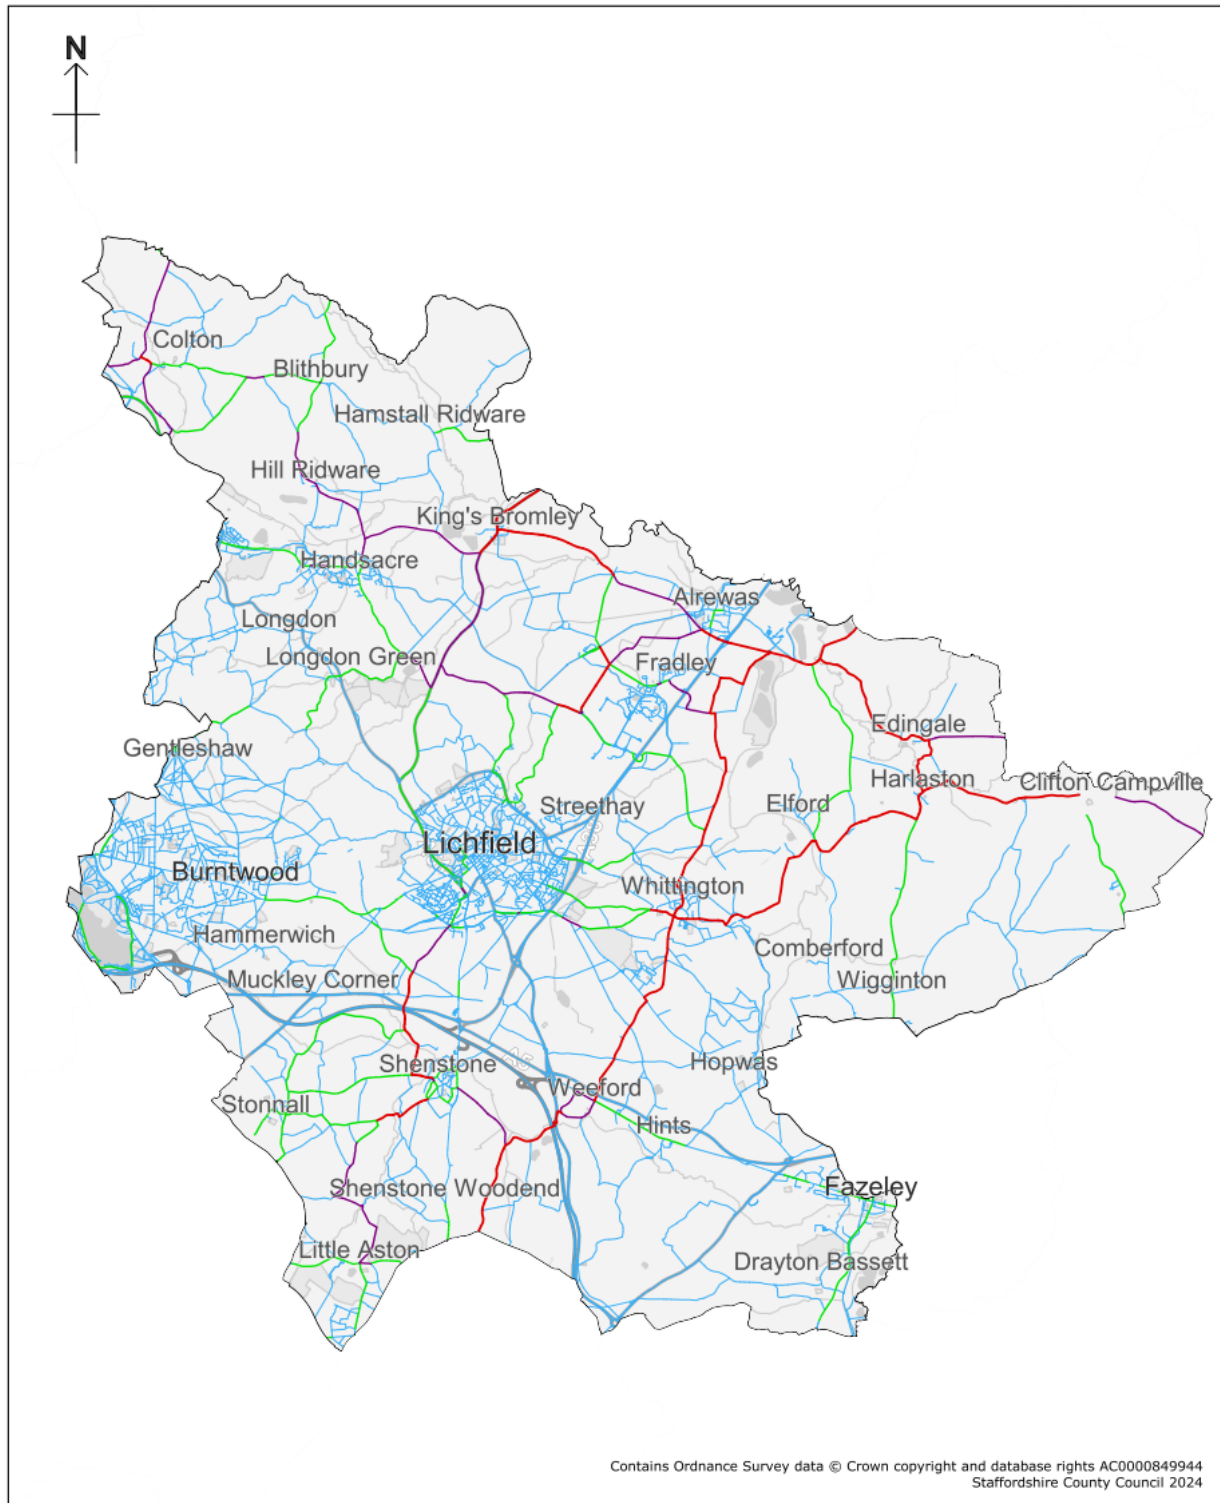 N
Colton
Blithbury
Hamstall Ridware
Hill Ridware
King's Bromley
Handsacre
Alrewas
Longdon
Longdon Green
Fradley
Edingale
Gentleshaw
Harlaston
Clifton Campville
Elford
Streethay
Lichfield
Burntwood
Whittington
Hammerwich
Comberford
Muckley Corner
Wigginton
A5
Shenstone
Hopwas
Weeford
Stonnall
Hints
Shenstone Woodend
Fazeley
Little Aston
Drayton Bassett
Contains Ordnance Survey data © Crown copyright and database rights AC0000849944
Staffordshire County Council 2024